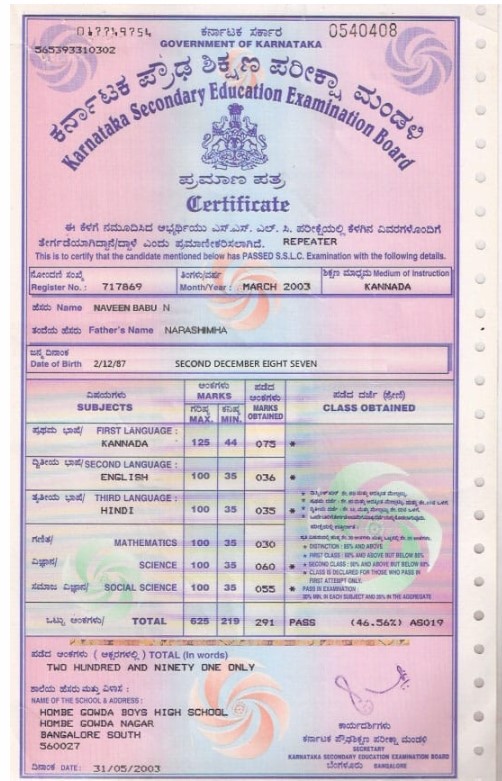 017749754 ಕರ್ನಾಟಕ ಸರ್ಕಾರ 0540408
565393310302 GOVERNMENT OF KARNATAKA
ಕರ್ನಾಟಕ ಪ್ರೌಢ ಶಿಕ್ಷಣ ಪರೀಕ್ಷಾ ಮಂಡಳಿ
Karnataka Secondary Education Examination Board
ಪ್ರಮಾಣ ಪತ್ರ
Certificate
ಈ ಕೆಳಗೆ ನಮೂದಿಸಿದ ಅಭ್ಯರ್ಥಿಯು ಎಸ್.ಎಸ್. ಎಲ್. ಸಿ. ಪರೀಕ್ಷೆಯಲ್ಲಿ ಕೆಳಗಿನ ವಿವರಗಳೊಂದಿಗೆ
ತೇರ್ಗಡೆಯಾಗಿದ್ದಾನೆ/ದ್ದಾಳೆ ಎಂದು ಪ್ರಮಾಣೀಕರಿಸಲಾಗಿದೆ. REPEATER
This is to certify that the candidate mentioned below has PASSED S.S.L.C. Examination with the following details.
ನೋಂದಣಿ ಸಂಖ್ಯೆ ತಿಂಗಳು/ವರ್ಷ ಶಿಕ್ಷಣ ಮಾಧ್ಯಮ Medium of Instruction
Register No. : 717869 Month/Year : MARCH 2003 KANNADA
ಹೆಸರು Name NAVEEN BABU N
ತಂದೆಯ ಹೆಸರು Father's Name NARASHIMHA
ಜನ್ಮ ದಿನಾಂಕ
Date of Birth 2/12/87 SECOND DECEMBER EIGHT SEVEN
ವಿಷಯಗಳು ಅಂಕಗಳು ಪಡೆದ ಅಂಕಗಳು ಪಡೆದ ದರ್ಜೆ (ಶ್ರೇಣಿ)
SUBJECTS MARKS MARKS OBTAINED CLASS OBTAINED
ಗರಿಷ್ಠ ಕನಿಷ್ಠ
MAX. MIN.
ಪ್ರಥಮ ಭಾಷೆ/ FIRST LANGUAGE :
KANNADA 125 44 075 *
ದ್ವಿತೀಯ ಭಾಷೆ/ SECOND LANGUAGE :
ENGLISH 100 35 036 *
ತೃತೀಯ ಭಾಷೆ/ THIRD LANGUAGE :
HINDI 100 35 035 *
ಗಣಿತ/ MATHEMATICS 100 35 030
ವಿಜ್ಞಾನ/ SCIENCE 100 35 060 *
ಸಮಾಜ ವಿಜ್ಞಾನ/ SOCIAL SCIENCE 100 35 055 *
* DISTINCTION : 85% AND ABOVE
* FIRST CLASS : 60% AND ABOVE BUT BELOW 85%
* SECOND CLASS : 50% AND ABOVE BUT BELOW 60%
* CLASS IS DECLARED FOR THOSE WHO PASS IN
FIRST ATTEMPT ONLY.
PASS IN EXAMINATION :
30% MIN. IN EACH SUBJECT AND 35% IN THE AGGREGATE
ಒಟ್ಟು ಅಂಕಗಳು/ TOTAL 625 219 291 PASS (46.56%) AS019
ಪಡೆದ ಅಂಕಗಳು ( ಅಕ್ಷರಗಳಲ್ಲಿ ) TOTAL (In words)
TWO HUNDRED AND NINETY ONE ONLY
ಶಾಲೆಯ ಹೆಸರು ಮತ್ತು ವಿಳಾಸ :
NAME OF THE SCHOOL & ADDRESS :
HOMBE GOWDA BOYS HIGH SCHOOL
HOMBE GOWDA NAGAR
BANGALORE SOUTH
560027
ಕಾರ್ಯದರ್ಶಿಗಳು
ಕರ್ನಾಟಕ ಪ್ರೌಢಶಿಕ್ಷಣ ಪರೀಕ್ಷಾ ಮಂಡಳಿ
SECRETARY
KARNATAKA SECONDARY EDUCATION EXAMINATION BOARD
ಬೆಂಗಳೂರು BANGALORE
ದಿನಾಂಕ DATE: 31/05/2003